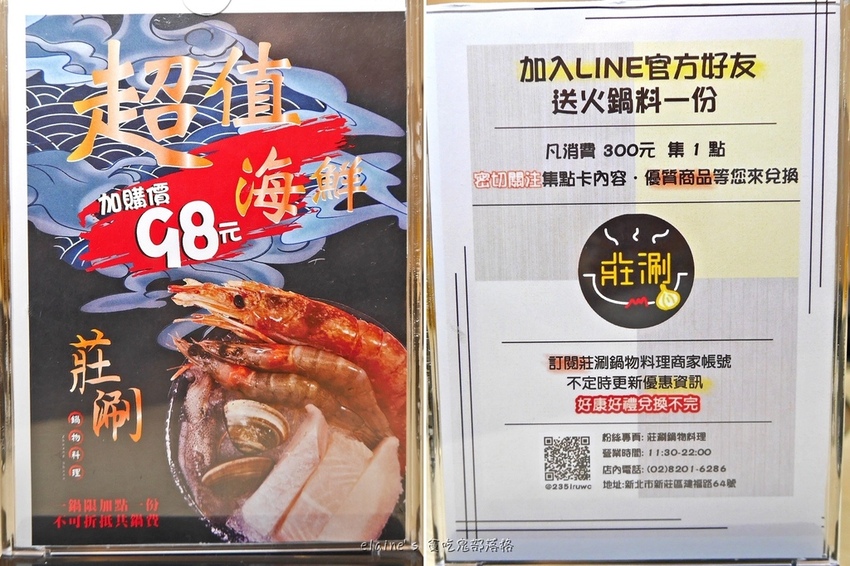 超值
海鮮
加購價
98元
莊涮
鍋物料理
一鍋限加點一份
不可折抵共鍋費
加入LINE官方好友
送火鍋料一份
凡消費 300元 集 1 點
密切關注集點卡內容，優質商品等您來兌換
莊涮
訂閱莊涮鍋物料理商家帳號
不定時更新優惠資訊
好康好禮兌換不完
粉絲專頁: 莊涮鍋物料理
營業時間: 11:30-22:00
店內電話: (02)8201-6286
地址:新北市新莊區建福路64號
@235lruwc
elaine's 貪吃鬼部落格